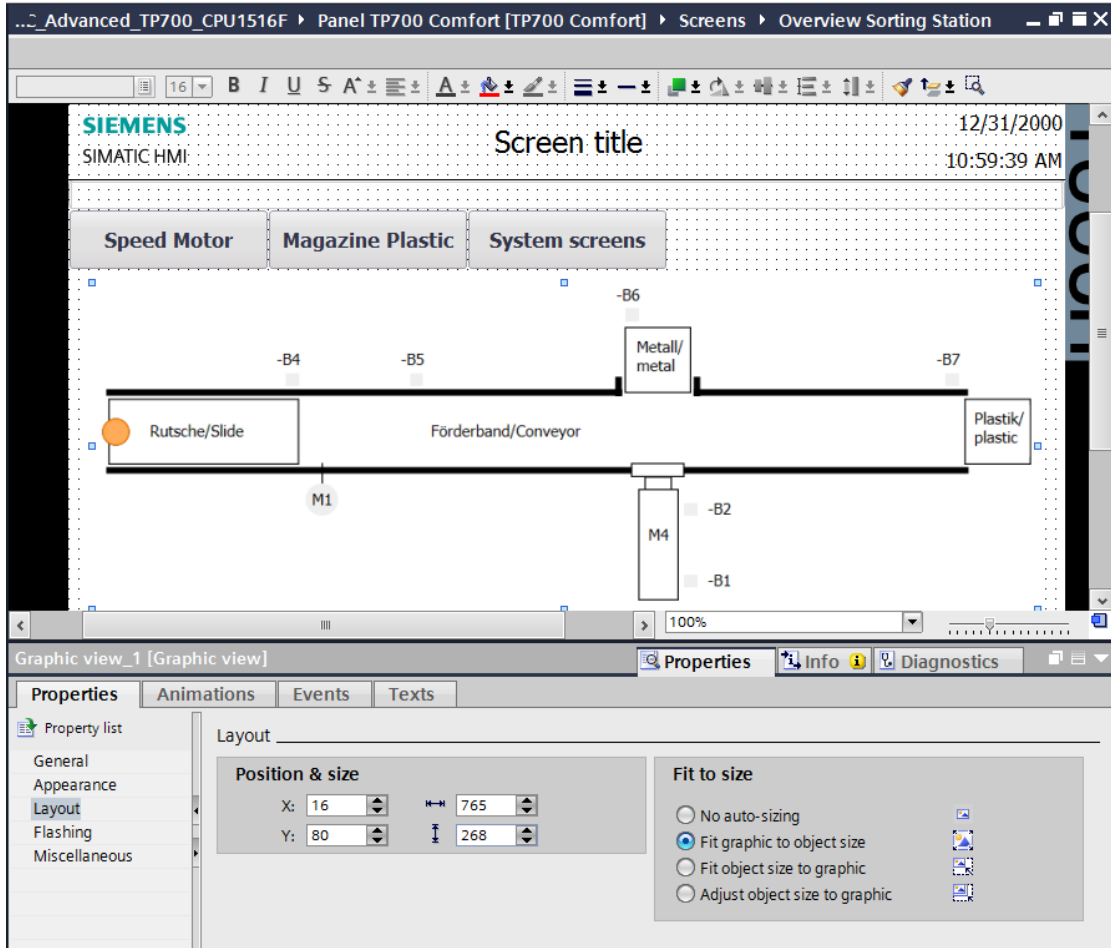 ..._Advanced_TP700_CPU1516F ▸ Panel TP700 Comfort [TP700 Comfort] ▸ Screens ▸ Overview Sorting Station
16 B I U S A
SIEMENS
SIMATIC HMI
Screen title
12/31/2000
10:59:39 AM
Speed Motor Magazine Plastic System screens
-B6
Metall/
metal
-B4 -B5 -B7
Rutsche/Slide Förderband/Conveyor
Plastik/
plastic
M1
-B2
M4
-B1
100%
Graphic view_1 [Graphic view] Properties Info Diagnostics
Properties Animations Events Texts
Property list
General
Appearance
Layout
Flashing
Miscellaneous
Layout
Position & size
X: 16 765
Y: 80 268
Fit to size
No auto-sizing
Fit graphic to object size
Fit object size to graphic
Adjust object size to graphic